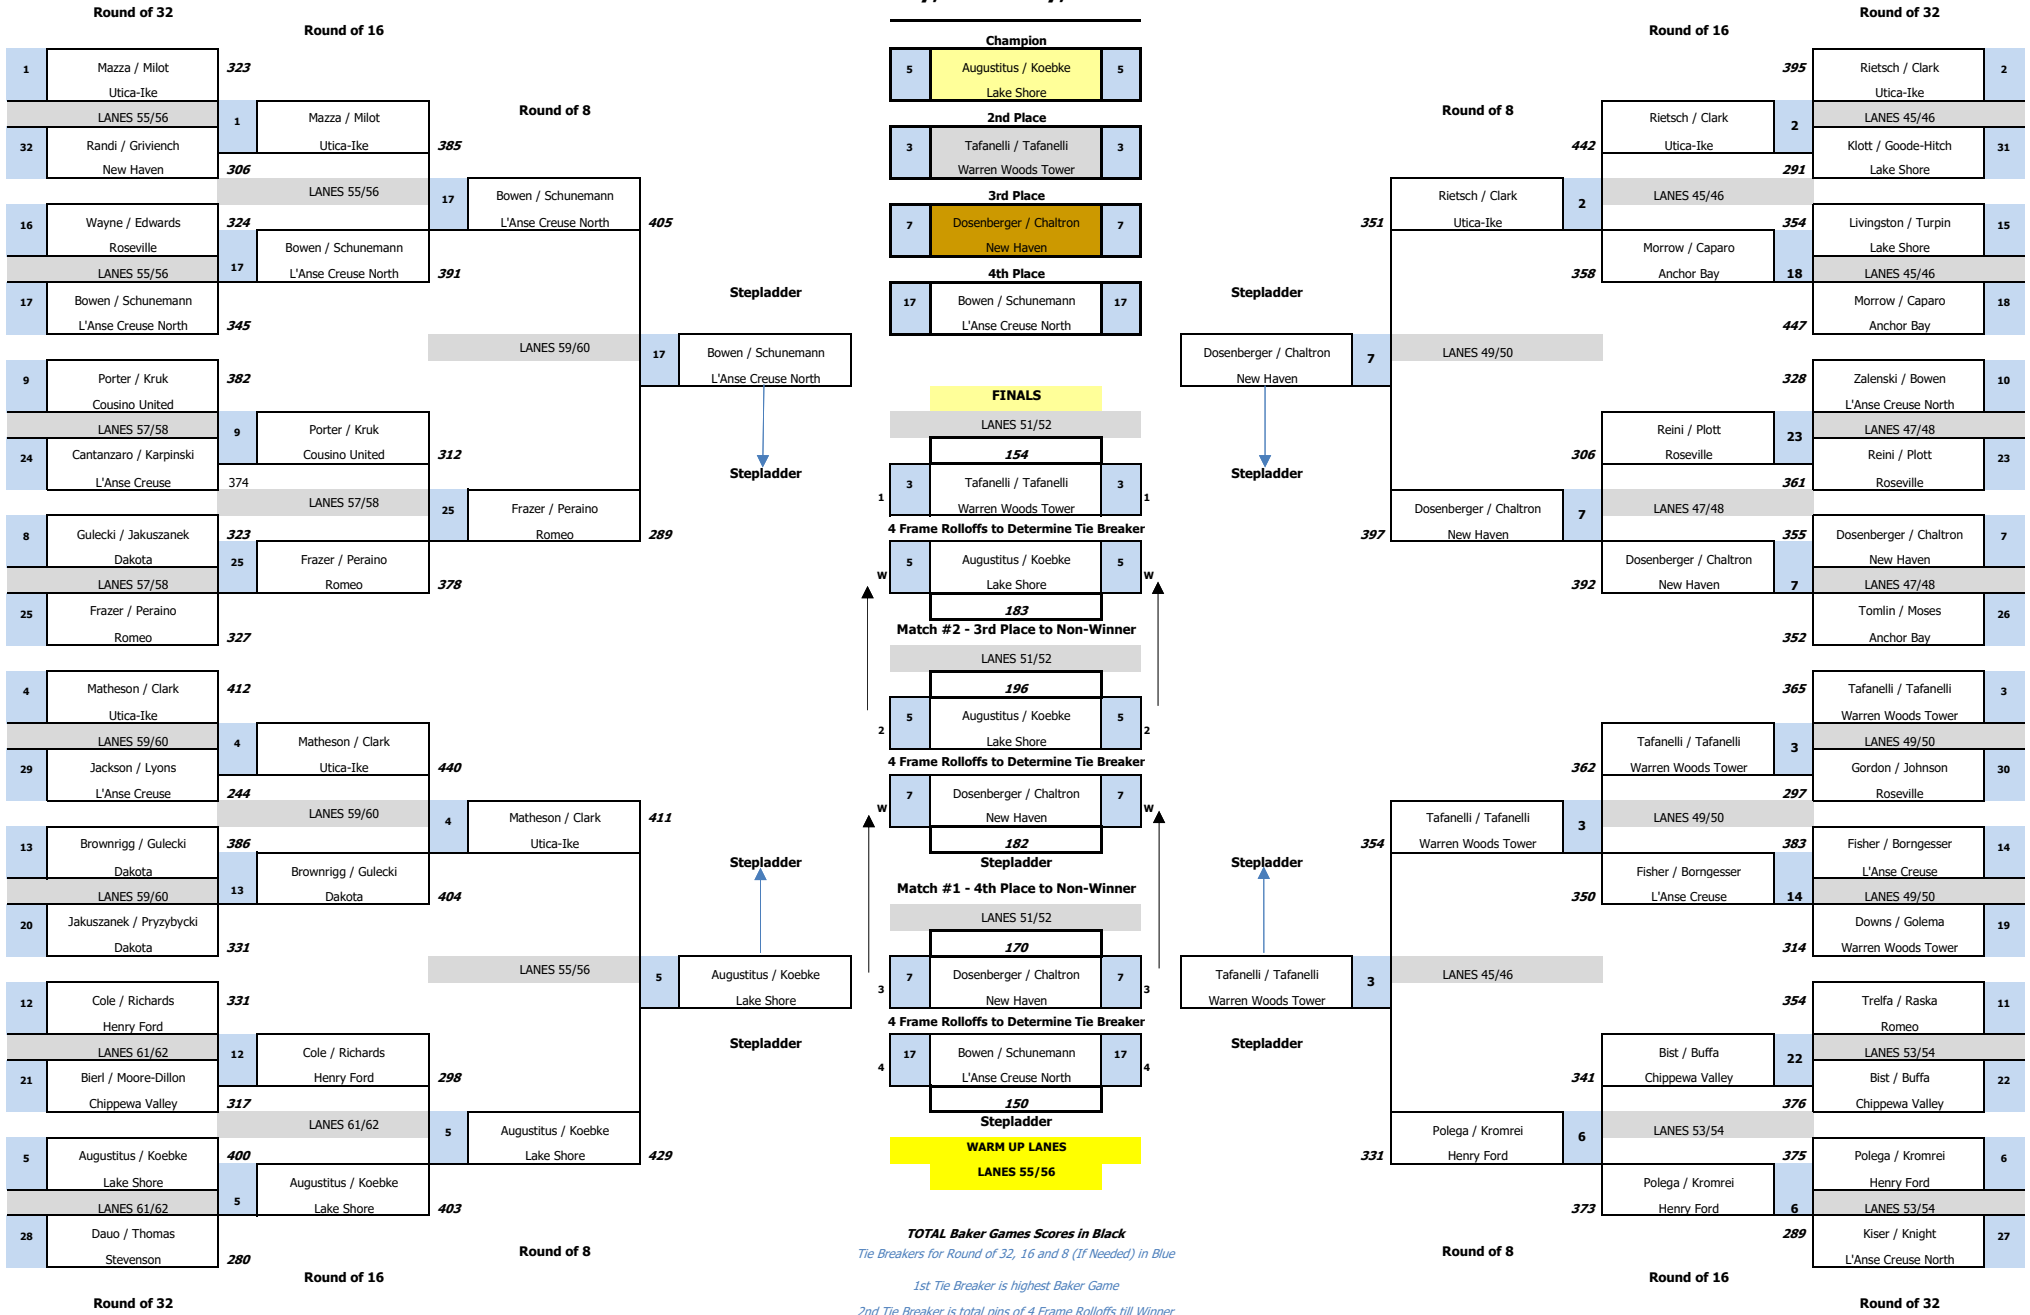 Round of 32
Round of 16
Round of 8
1
Mazza / Milot
Utica-Ike
323
LANES 55/56
32
Randi / Griviench
New Haven
306
16
Wayne / Edwards
Roseville
324
LANES 55/56
17
Bowen / Schunemann
L'Anse Creuse North
345
9
Porter / Kruk
Cousino United
382
LANES 57/58
24
Cantanzaro / Karpinski
L'Anse Creuse
374
8
Gulecki / Jakuszanek
Dakota
323
LANES 57/58
25
Frazer / Peraino
Romeo
327
4
Matheson / Clark
Utica-Ike
412
LANES 59/60
29
Jackson / Lyons
L'Anse Creuse
244
13
Brownrigg / Gulecki
Dakota
386
LANES 59/60
20
Jakuszanek / Pryzybycki
Dakota
331
12
Cole / Richards
Henry Ford
331
LANES 61/62
21
Bierl / Moore-Dillon
Chippewa Valley
317
5
Augustitus / Koebke
Lake Shore
400
LANES 61/62
28
Dauo / Thomas
Stevenson
280
Round of 32
1
Mazza / Milot
Utica-Ike
385
LANES 55/56
17
Bowen / Schunemann
L'Anse Creuse North
391
9
Porter / Kruk
Cousino United
312
LANES 57/58
25
Frazer / Peraino
Romeo
378
4
Matheson / Clark
Utica-Ike
440
LANES 59/60
13
Brownrigg / Gulecki
Dakota
404
12
Cole / Richards
Henry Ford
298
LANES 61/62
5
Augustitus / Koebke
Lake Shore
403
Round of 16
17
Bowen / Schunemann
L'Anse Creuse North
405
LANES 59/60
25
Frazer / Peraino
Romeo
289
4
Matheson / Clark
Utica-Ike
411
LANES 55/56
5
Augustitus / Koebke
Lake Shore
429
Round of 8
Stepladder
17
Bowen / Schunemann
L'Anse Creuse North
Stepladder
Stepladder
5
Augustitus / Koebke
Lake Shore
Stepladder
Champion
5
Augustitus / Koebke
5
Lake Shore
2nd Place
3
Tafanelli / Tafanelli
3
Warren Woods Tower
3rd Place
7
Dosenberger / Chaltron
7
New Haven
4th Place
17
Bowen / Schunemann
17
L'Anse Creuse North
FINALS
LANES 51/52
154
3
Tafanelli / Tafanelli
3
1
Warren Woods Tower
1
4 Frame Rolloffs to Determine Tie Breaker
5
Augustitus / Koebke
5
W
Lake Shore
W
183
Match #2 - 3rd Place to Non-Winner
LANES 51/52
196
5
Augustitus / Koebke
5
2
Lake Shore
2
4 Frame Rolloffs to Determine Tie Breaker
7
Dosenberger / Chaltron
7
W
New Haven
W
182
Stepladder
Match #1 - 4th Place to Non-Winner
LANES 51/52
170
7
Dosenberger / Chaltron
7
3
New Haven
3
4 Frame Rolloffs to Determine Tie Breaker
17
Bowen / Schunemann
17
4
L'Anse Creuse North
4
150
Stepladder
WARM UP LANES
LANES 55/56
TOTAL Baker Games Scores in Black
Tie Breakers for Round of 32, 16 and 8 (If Needed) in Blue
1st Tie Breaker is highest Baker Game
2nd Tie Breaker is total pins of 4 Frame Rolloffs till Winner
Stepladder
Dosenberger / Chaltron
New Haven
7
Stepladder
Stepladder
Tafanelli / Tafanelli
Warren Woods Tower
3
Stepladder
Round of 8
351
Rietsch / Clark
Utica-Ike
2
LANES 49/50
397
Dosenberger / Chaltron
New Haven
7
354
Tafanelli / Tafanelli
Warren Woods Tower
3
LANES 45/46
331
Polega / Kromrei
Henry Ford
6
Round of 8
Round of 16
442
Rietsch / Clark
Utica-Ike
2
LANES 45/46
358
Morrow / Caparo
Anchor Bay
18
306
Reini / Plott
Roseville
23
LANES 47/48
392
Dosenberger / Chaltron
New Haven
7
362
Tafanelli / Tafanelli
Warren Woods Tower
3
LANES 49/50
350
Fisher / Borngesser
L'Anse Creuse
14
341
Bist / Buffa
Chippewa Valley
22
LANES 53/54
373
Polega / Kromrei
Henry Ford
6
Round of 16
Round of 32
395
Rietsch / Clark
2
Utica-Ike
LANES 45/46
Klott / Goode-Hitch
31
291
Lake Shore
354
Livingston / Turpin
15
Lake Shore
LANES 45/46
Morrow / Caparo
18
447
Anchor Bay
328
Zalenski / Bowen
10
L'Anse Creuse North
LANES 47/48
Reini / Plott
23
361
Roseville
355
Dosenberger / Chaltron
7
New Haven
LANES 47/48
Tomlin / Moses
26
352
Anchor Bay
365
Tafanelli / Tafanelli
3
Warren Woods Tower
LANES 49/50
Gordon / Johnson
30
297
Roseville
383
Fisher / Borngesser
14
L'Anse Creuse
LANES 49/50
Downs / Golema
19
314
Warren Woods Tower
354
Trelfa / Raska
11
Romeo
LANES 53/54
Bist / Buffa
22
376
Chippewa Valley
375
Polega / Kromrei
6
Henry Ford
LANES 53/54
289
Kiser / Knight
27
L'Anse Creuse North
Round of 32